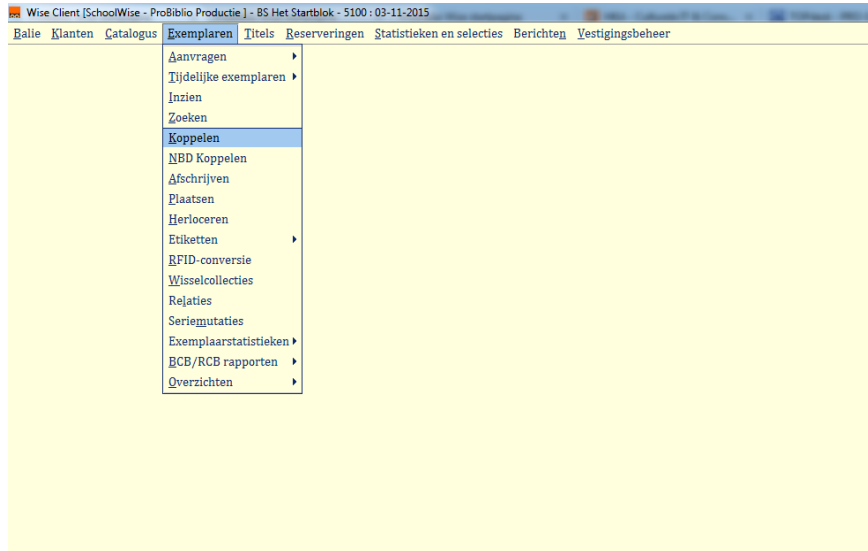 Wise Client [SchoolWise - ProBiblio Productie ] - BS Het Startblok - 5100 : 03-11-2015
Balie Klanten Catalogus Exemplaren Titels Reserveringen Statistieken en selecties Berichten Vestigingsbeheer
Aanvragen
Tijdelijke exemplaren
Inzien
Zoeken
Koppelen
NBD Koppelen
Afschrijven
Plaatsen
Herloceren
Etiketten
RFID-conversie
Wisselcollecties
Relaties
Seriemutaties
Exemplaarstatistieken
BCB/RCB rapporten
Overzichten